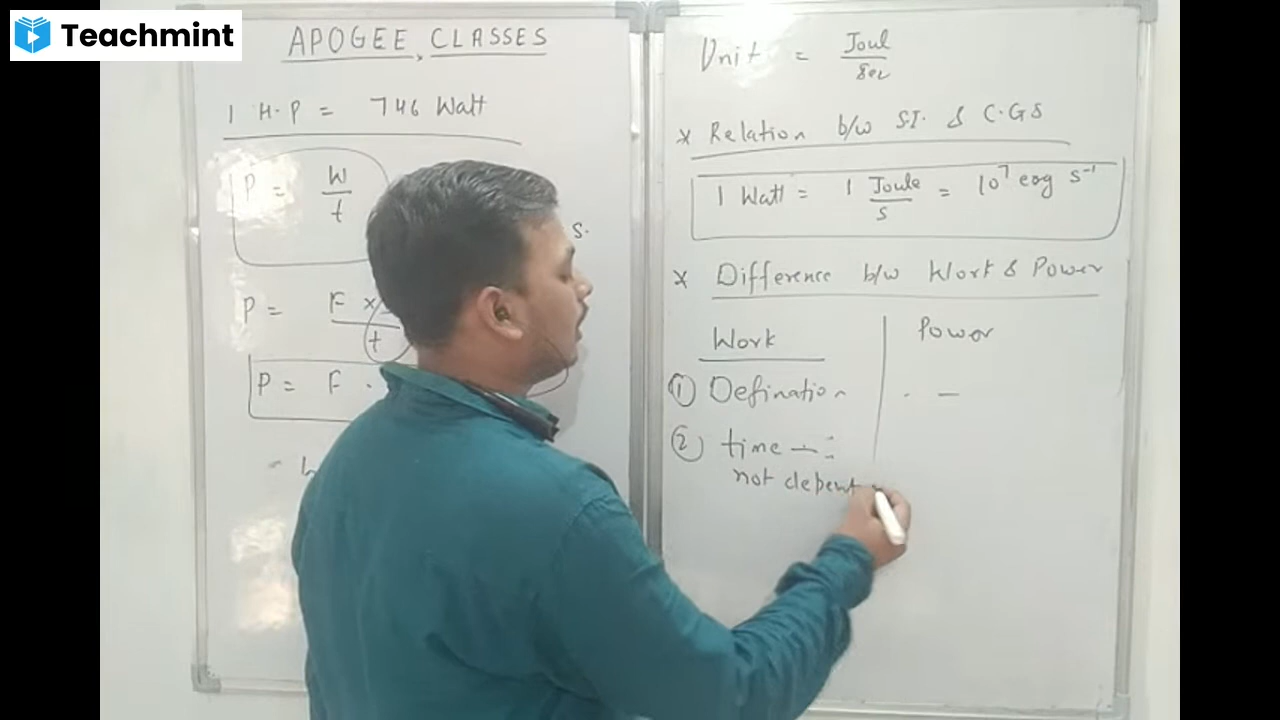 Teachmint
APOGEE CLASSES
1 H.P = 746 Watt
P = W/t
s.
P = F x
t
P = F .
Unit = Joul/Sec
* Relation b/w S.I. & C.G.S
1 Watt = 1 Joule/s = 10⁷ erg s⁻¹
* Difference b/w Work & Power
Work
Power
① Defination
. —
② time –:
not depent